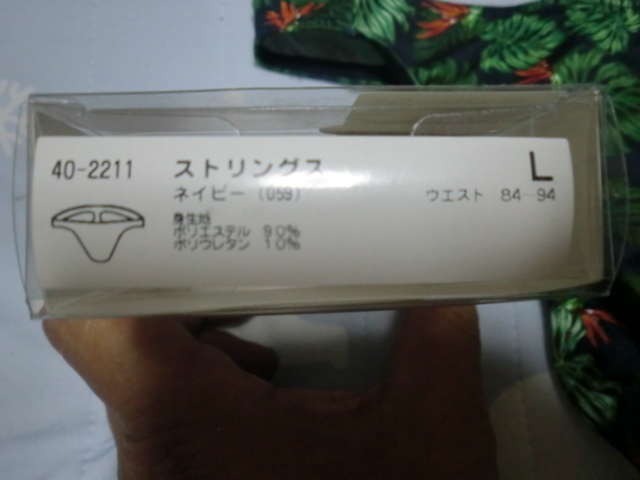 40-2211 ストリングス L
ネイビー (059) ウエスト 84-94
身生地
ポリエステル 90%
ポリウレタン 10%